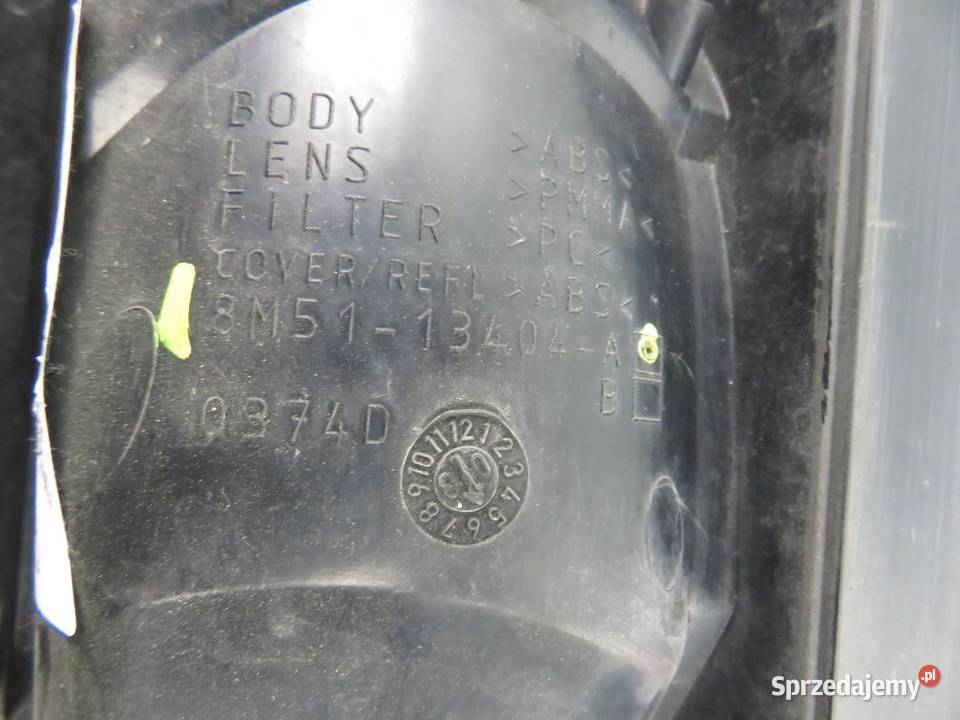 BODY >ABS<
LENS >PMMA<
FILTER >PC<
COVER/REFL >ABS<
8M51-13404-A
B
0374D
1 2 3 4 5 6 7 8 9 10 11 12
Sprzedajemy.pl